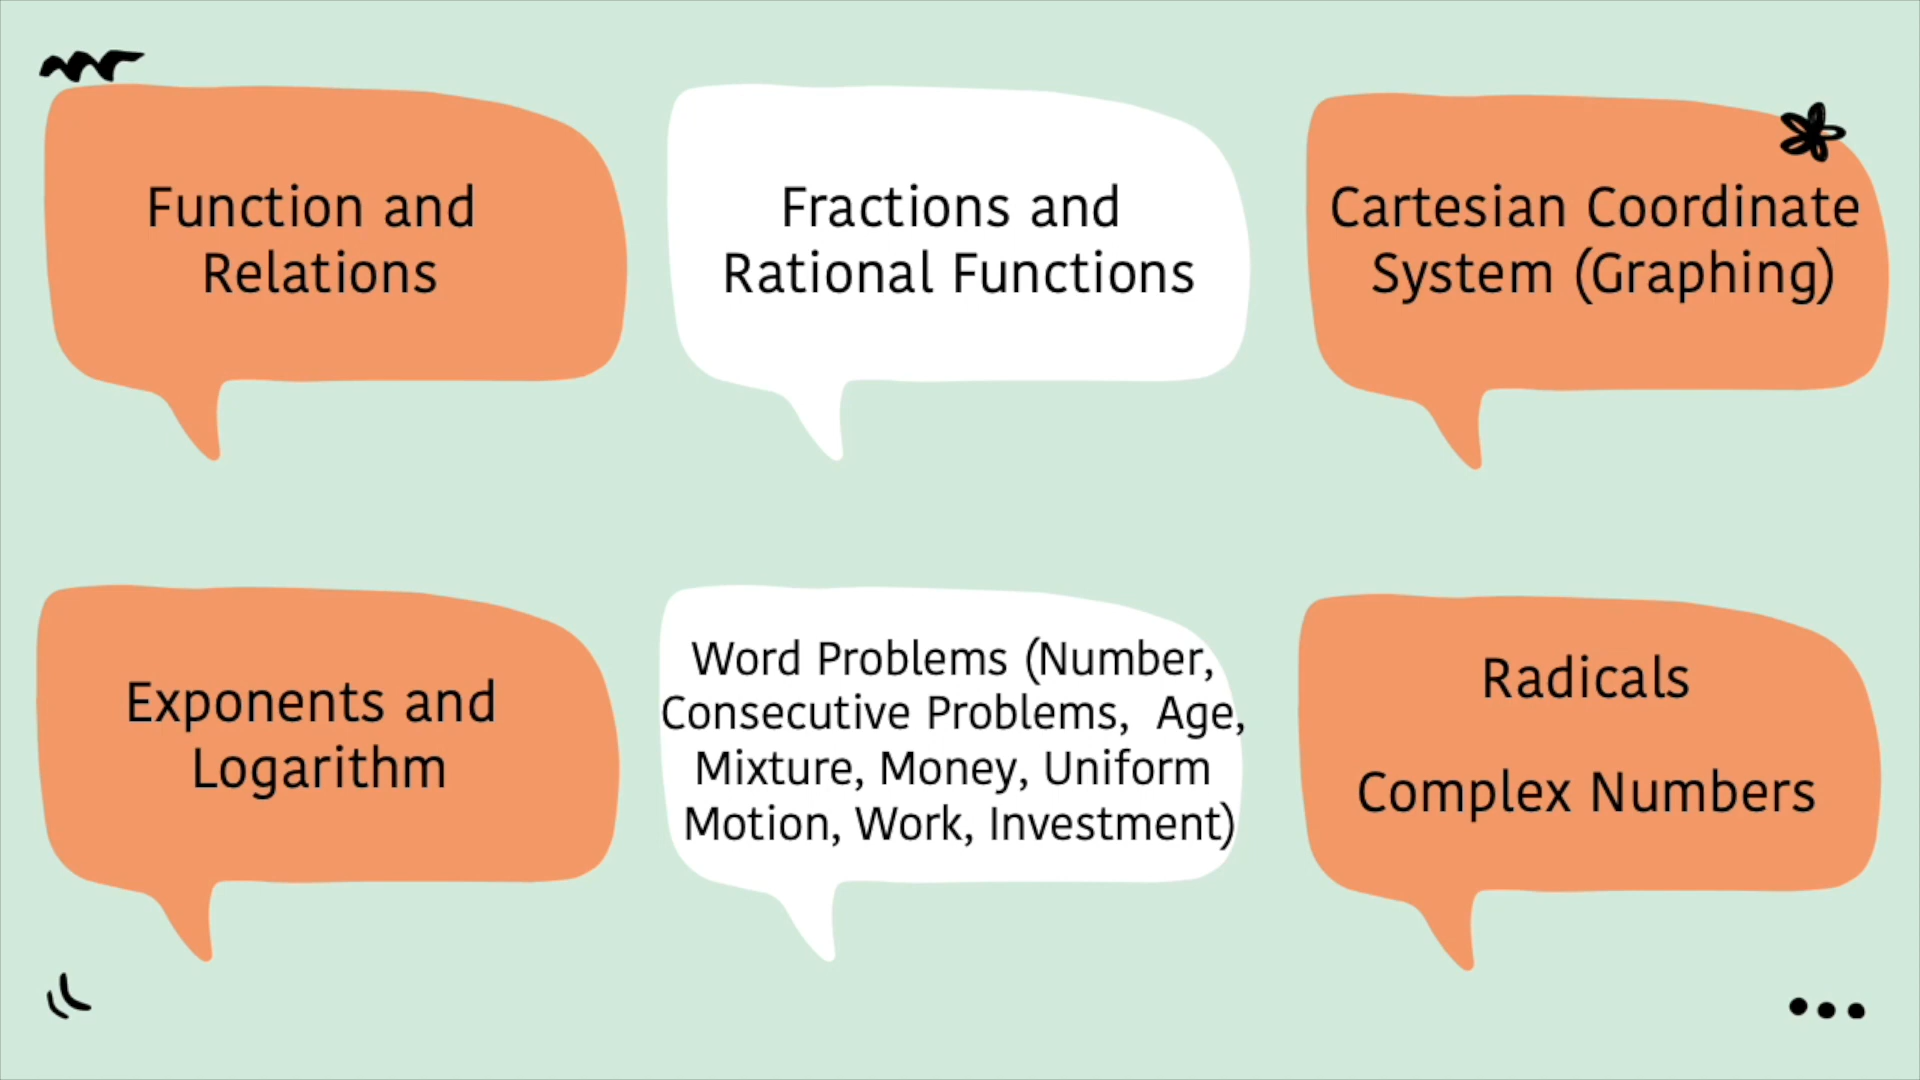 Function and
Relations
Fractions and
Rational Functions
Cartesian Coordinate
System (Graphing)
Exponents and
Logarithm
Word Problems (Number,
Consecutive Problems,  Age,
Mixture, Money, Uniform
Motion, Work, Investment)
Radicals
Complex Numbers